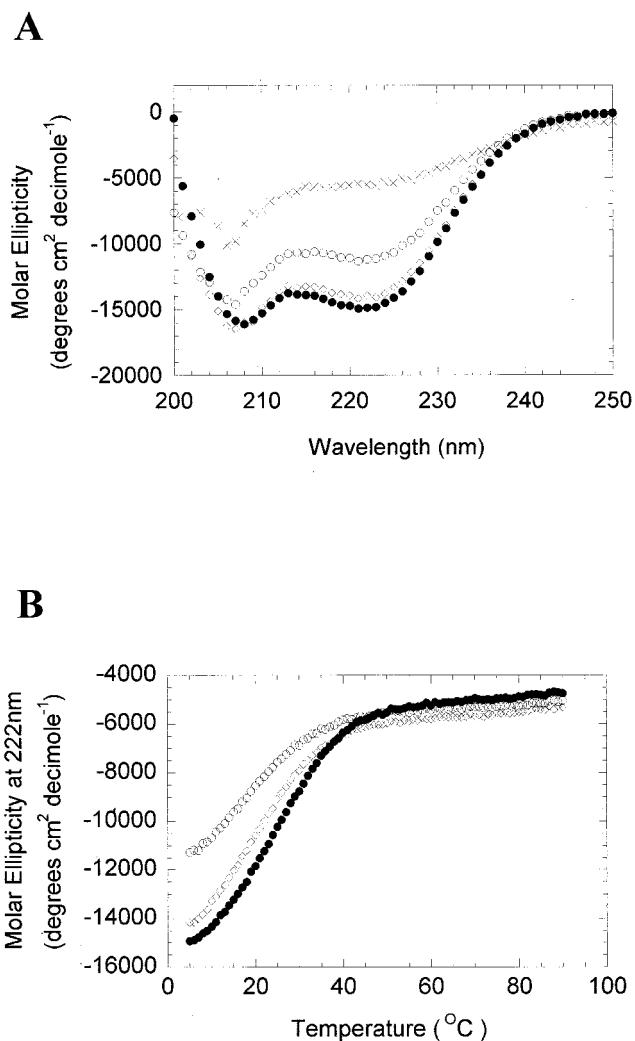 A
0
-5000
-10000
-15000
-20000
200 210 220 230 240 250
Molar Ellipticity
(degrees cm² decimole⁻¹)
Wavelength (nm)
B
-4000
-6000
-8000
-10000
-12000
-14000
-16000
0 20 40 60 80 100
Molar Ellipticity at 222nm
(degrees cm² decimole⁻¹)
Temperature (°C)